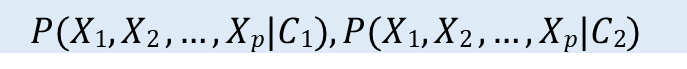 P(X₁, X₂, …, Xₚ|C₁), P(X₁, X₂, …, Xₚ|C₂)